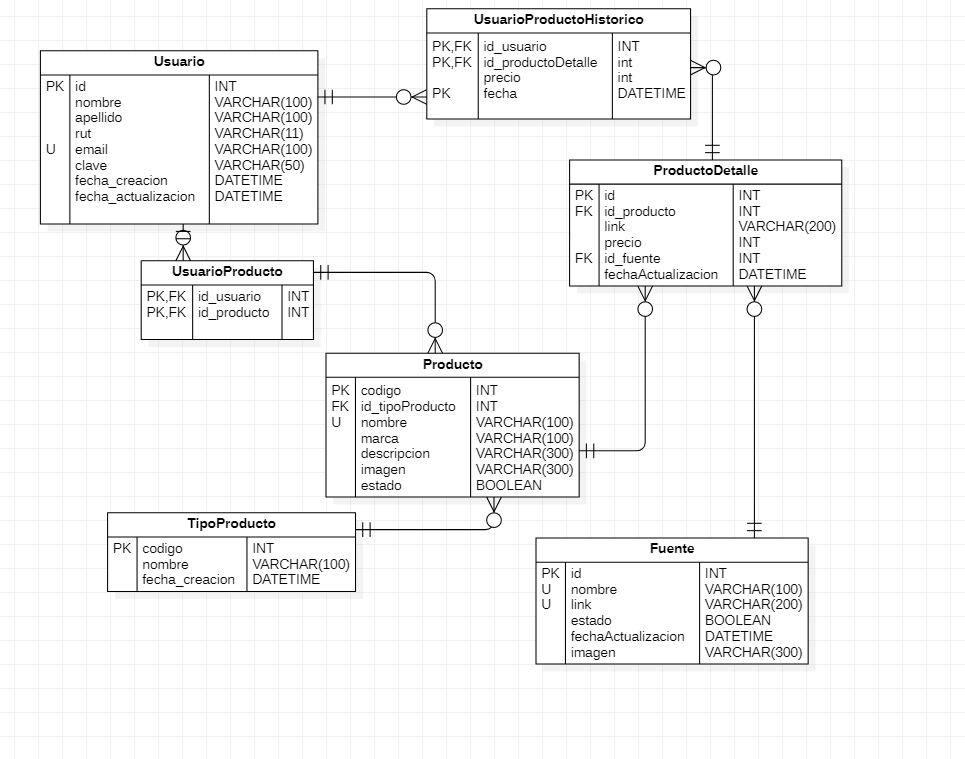 UsuarioProductoHistorico
PK,FK id_usuario INT
PK,FK id_productoDetalle int
precio int
PK fecha DATETIME
Usuario
PK id INT
nombre VARCHAR(100)
apellido VARCHAR(100)
rut VARCHAR(11)
U email VARCHAR(100)
clave VARCHAR(50)
fecha_creacion DATETIME
fecha_actualizacion DATETIME
ProductoDetalle
PK id INT
FK id_producto INT
link VARCHAR(200)
precio INT
FK id_fuente INT
fechaActualizacion DATETIME
UsuarioProducto
PK,FK id_usuario INT
PK,FK id_producto INT
Producto
PK codigo INT
FK id_tipoProducto INT
U nombre VARCHAR(100)
marca VARCHAR(100)
descripcion VARCHAR(300)
imagen VARCHAR(300)
estado BOOLEAN
TipoProducto
PK codigo INT
nombre VARCHAR(100)
fecha_creacion DATETIME
Fuente
PK id INT
U nombre VARCHAR(100)
U link VARCHAR(200)
estado BOOLEAN
fechaActualizacion DATETIME
imagen VARCHAR(300)